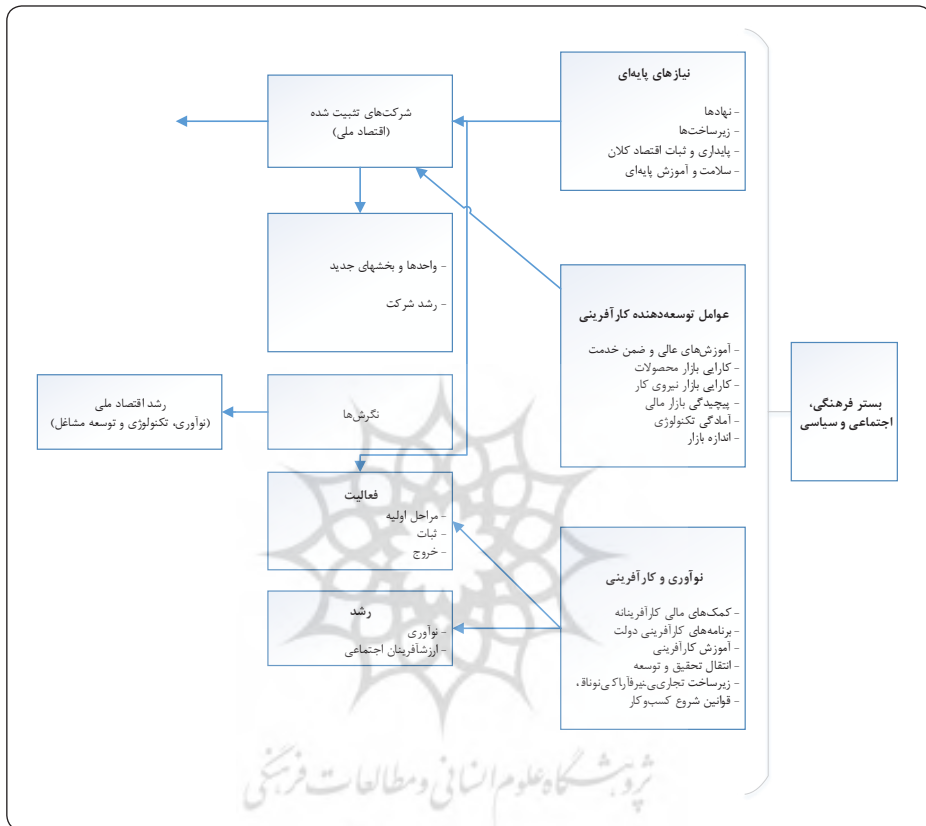 بستر فرهنگی،
اجتماعی و سیاسی
نیازهای پایه‌ای
- نهادها
- زیرساخت‌ها
- پایداری و ثبات اقتصاد کلان
- سلامت و آموزش پایه‌ای
عوامل توسعه‌دهنده کارآفرینی
- آموزش‌های عالی و ضمن خدمت
- کارایی بازار محصولات
- کارایی بازار نیروی کار
- پیچیدگی بازار مالی
- آمادگی تکنولوژی
- اندازه بازار
نوآوری و کارآفرینی
- کمک‌های مالی کارآفرینانه
- برنامه‌های کارآفرینی دولت
- آموزش کارآفرینی
- انتقال تحقیق و توسعه
- زیرساخت
- قوانین شروع کسب‌وکار
شرکت‌های تثبیت شده
(اقتصاد ملی)
- واحدها و بخشهای جدید
- رشد شرکت
نگرش‌ها
فعالیت
- مراحل اولیه
- ثبات
- خروج
رشد
- نوآوری
- ارزش‌آفرینان اجتماعی
رشد اقتصاد ملی
(نوآوری، تکنولوژی و توسعه مشاغل)
پژوهشگاه علوم انسانی و مطالعات فرهنگی